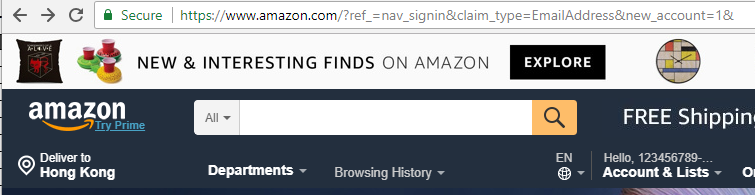 Secure https://www.amazon.com/?ref_=nav_signin&claim_type=EmailAddress&new_account=1&
NEW & INTERESTING FINDS ON AMAZON EXPLORE
amazon
Try Prime
All
FREE Shippin
Deliver to
Hong Kong
Departments
Browsing History
EN
Hello, 123456789-...
Account & Lists